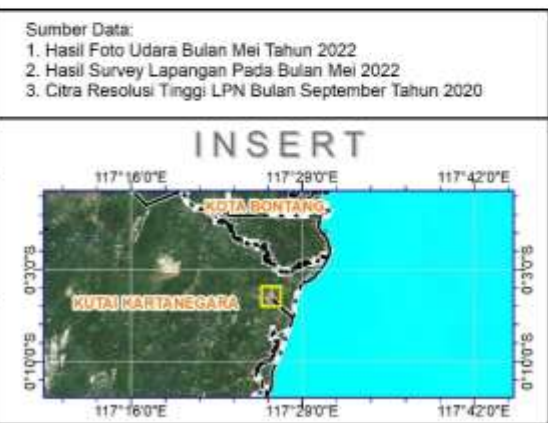 Sumber Data:
1. Hasil Foto Udara Bulan Mei Tahun 2022
2. Hasil Survey Lapangan Pada Bulan Mei 2022
3. Citra Resolusi Tinggi LPN Bulan September Tahun 2020
INSERT
117°16'0"E 117°29'0"E 117°42'0"E
KOTA BONTANG
0°3'0"S 0°3'0"S
KUTAI KARTANEGARA
0°10'0"S 0°10'0"S
117°16'0"E 117°29'0"E 117°42'0"E